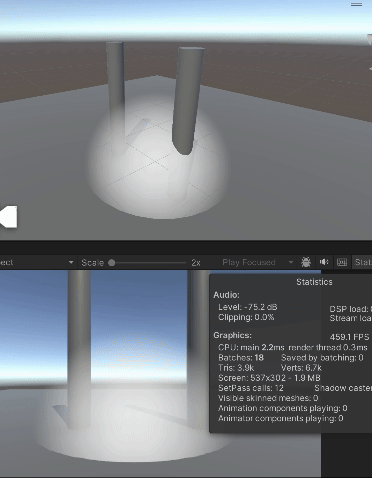 ect Scale 2x Play Focused Stat
Statistics
Audio:
Level: -75.2 dB DSP load: 
Clipping: 0.0% Stream loa
Graphics: 459.1 FPS
CPU: main 2.2ms render thread 0.3ms
Batches: 18 Saved by batching: 0
Tris: 3.9k Verts: 6.7k
Screen: 537x302 - 1.9 MB
SetPass calls: 12 Shadow caster
Visible skinned meshes: 0
Animation components playing: 0
Animator components playing: 0